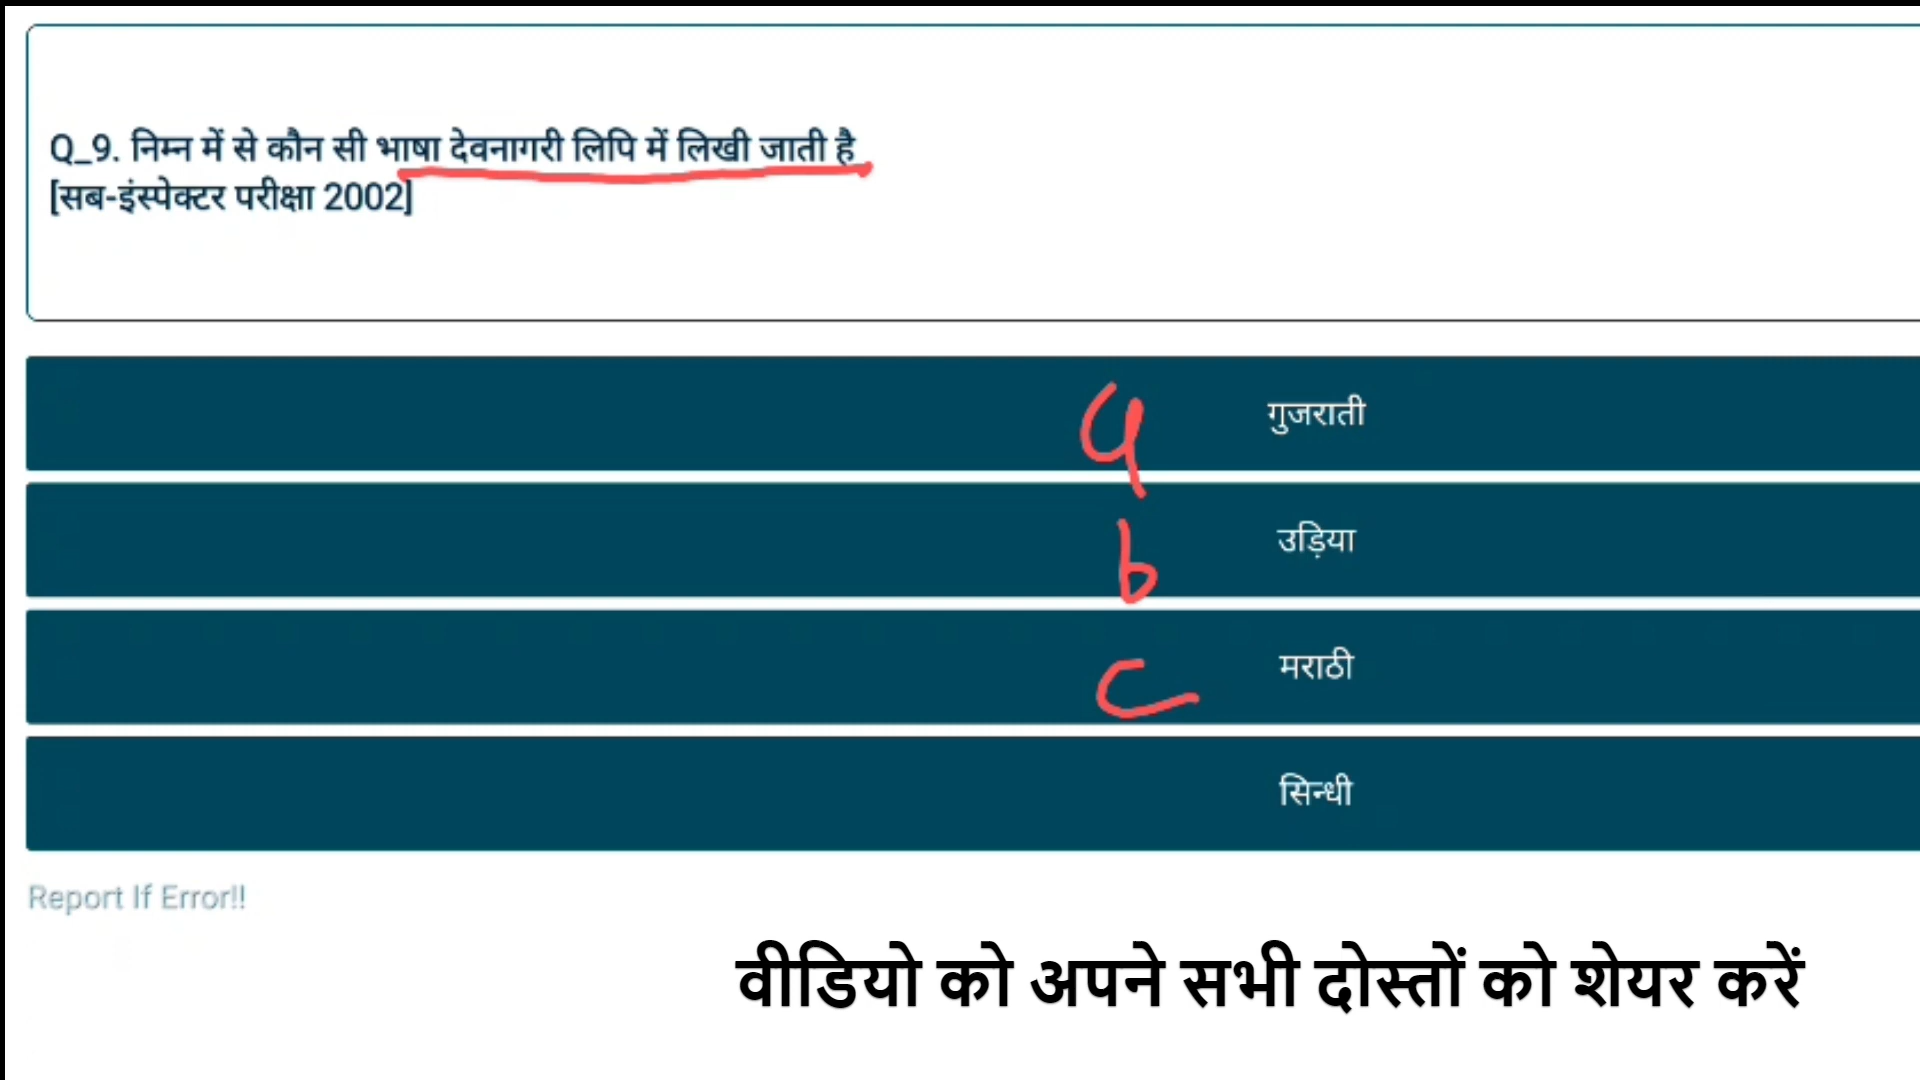 Q_9. निम्न में से कौन सी भाषा देवनागरी लिपि में लिखी जाती है
[सब-इंस्पेक्टर परीक्षा 2002]
a गुजराती
b उड़िया
c मराठी
सिन्धी
Report If Error!!
वीडियो को अपने सभी दोस्तों को शेयर करें